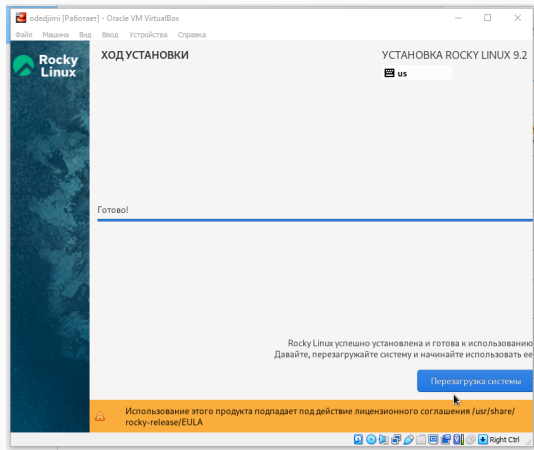 odedjimi [Работает] - Oracle VM VirtualBox
Файл Машина Вид Ввод Устройства Справка
Rocky
Linux
ХОД УСТАНОВКИ
УСТАНОВКА ROCKY LINUX 9.2
us
Готово!
Rocky Linux успешно установлена и готова к использованию
Давайте, перезагружайте систему и начинайте использовать ее
Перезагрузка системы
Использование этого продукта подпадает под действие лицензионного соглашения /usr/share/
rocky-release/EULA
Right Ctrl